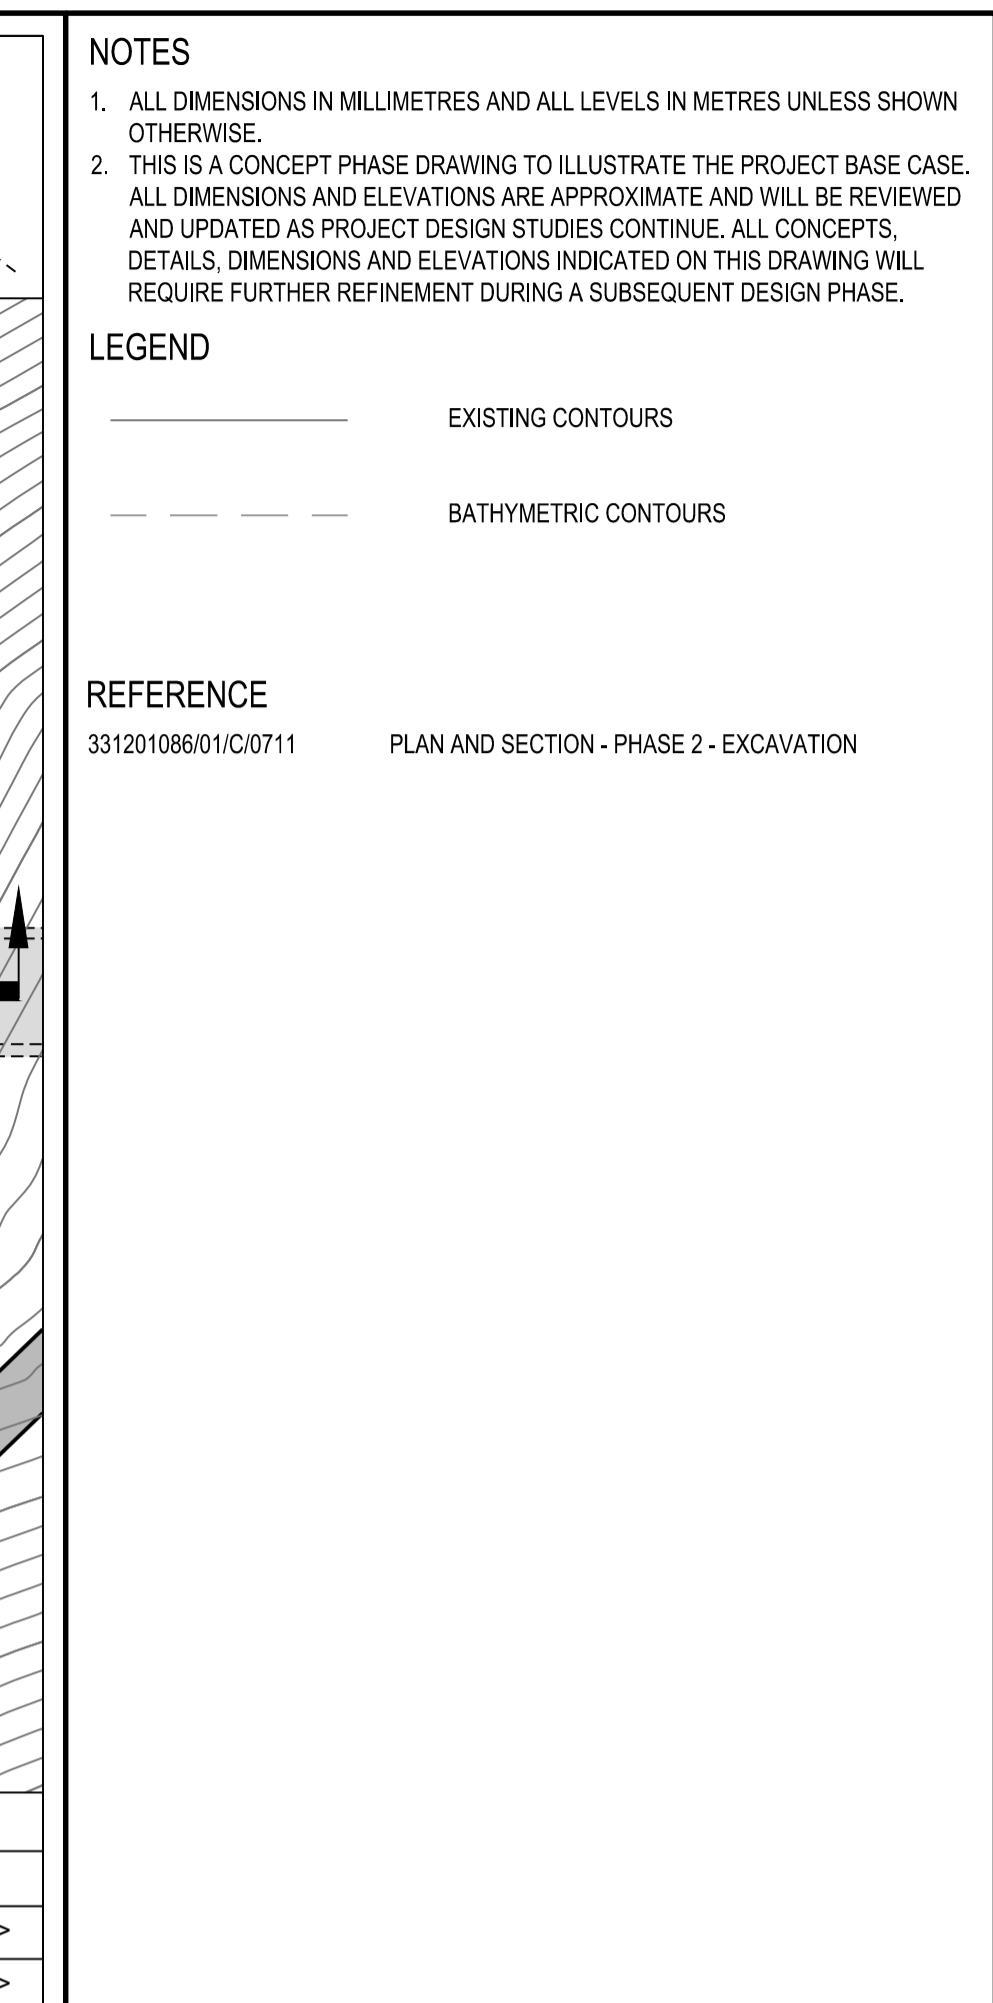 NOTES
1. ALL DIMENSIONS IN MILLIMETRES AND ALL LEVELS IN METRES UNLESS SHOWN
OTHERWISE.
2. THIS IS A CONCEPT PHASE DRAWING TO ILLUSTRATE THE PROJECT BASE CASE.
ALL DIMENSIONS AND ELEVATIONS ARE APPROXIMATE AND WILL BE REVIEWED
AND UPDATED AS PROJECT DESIGN STUDIES CONTINUE. ALL CONCEPTS,
DETAILS, DIMENSIONS AND ELEVATIONS INDICATED ON THIS DRAWING WILL
REQUIRE FURTHER REFINEMENT DURING A SUBSEQUENT DESIGN PHASE.
LEGEND
EXISTING CONTOURS
BATHYMETRIC CONTOURS
REFERENCE
331201086/01/C/0711 PLAN AND SECTION - PHASE 2 - EXCAVATION